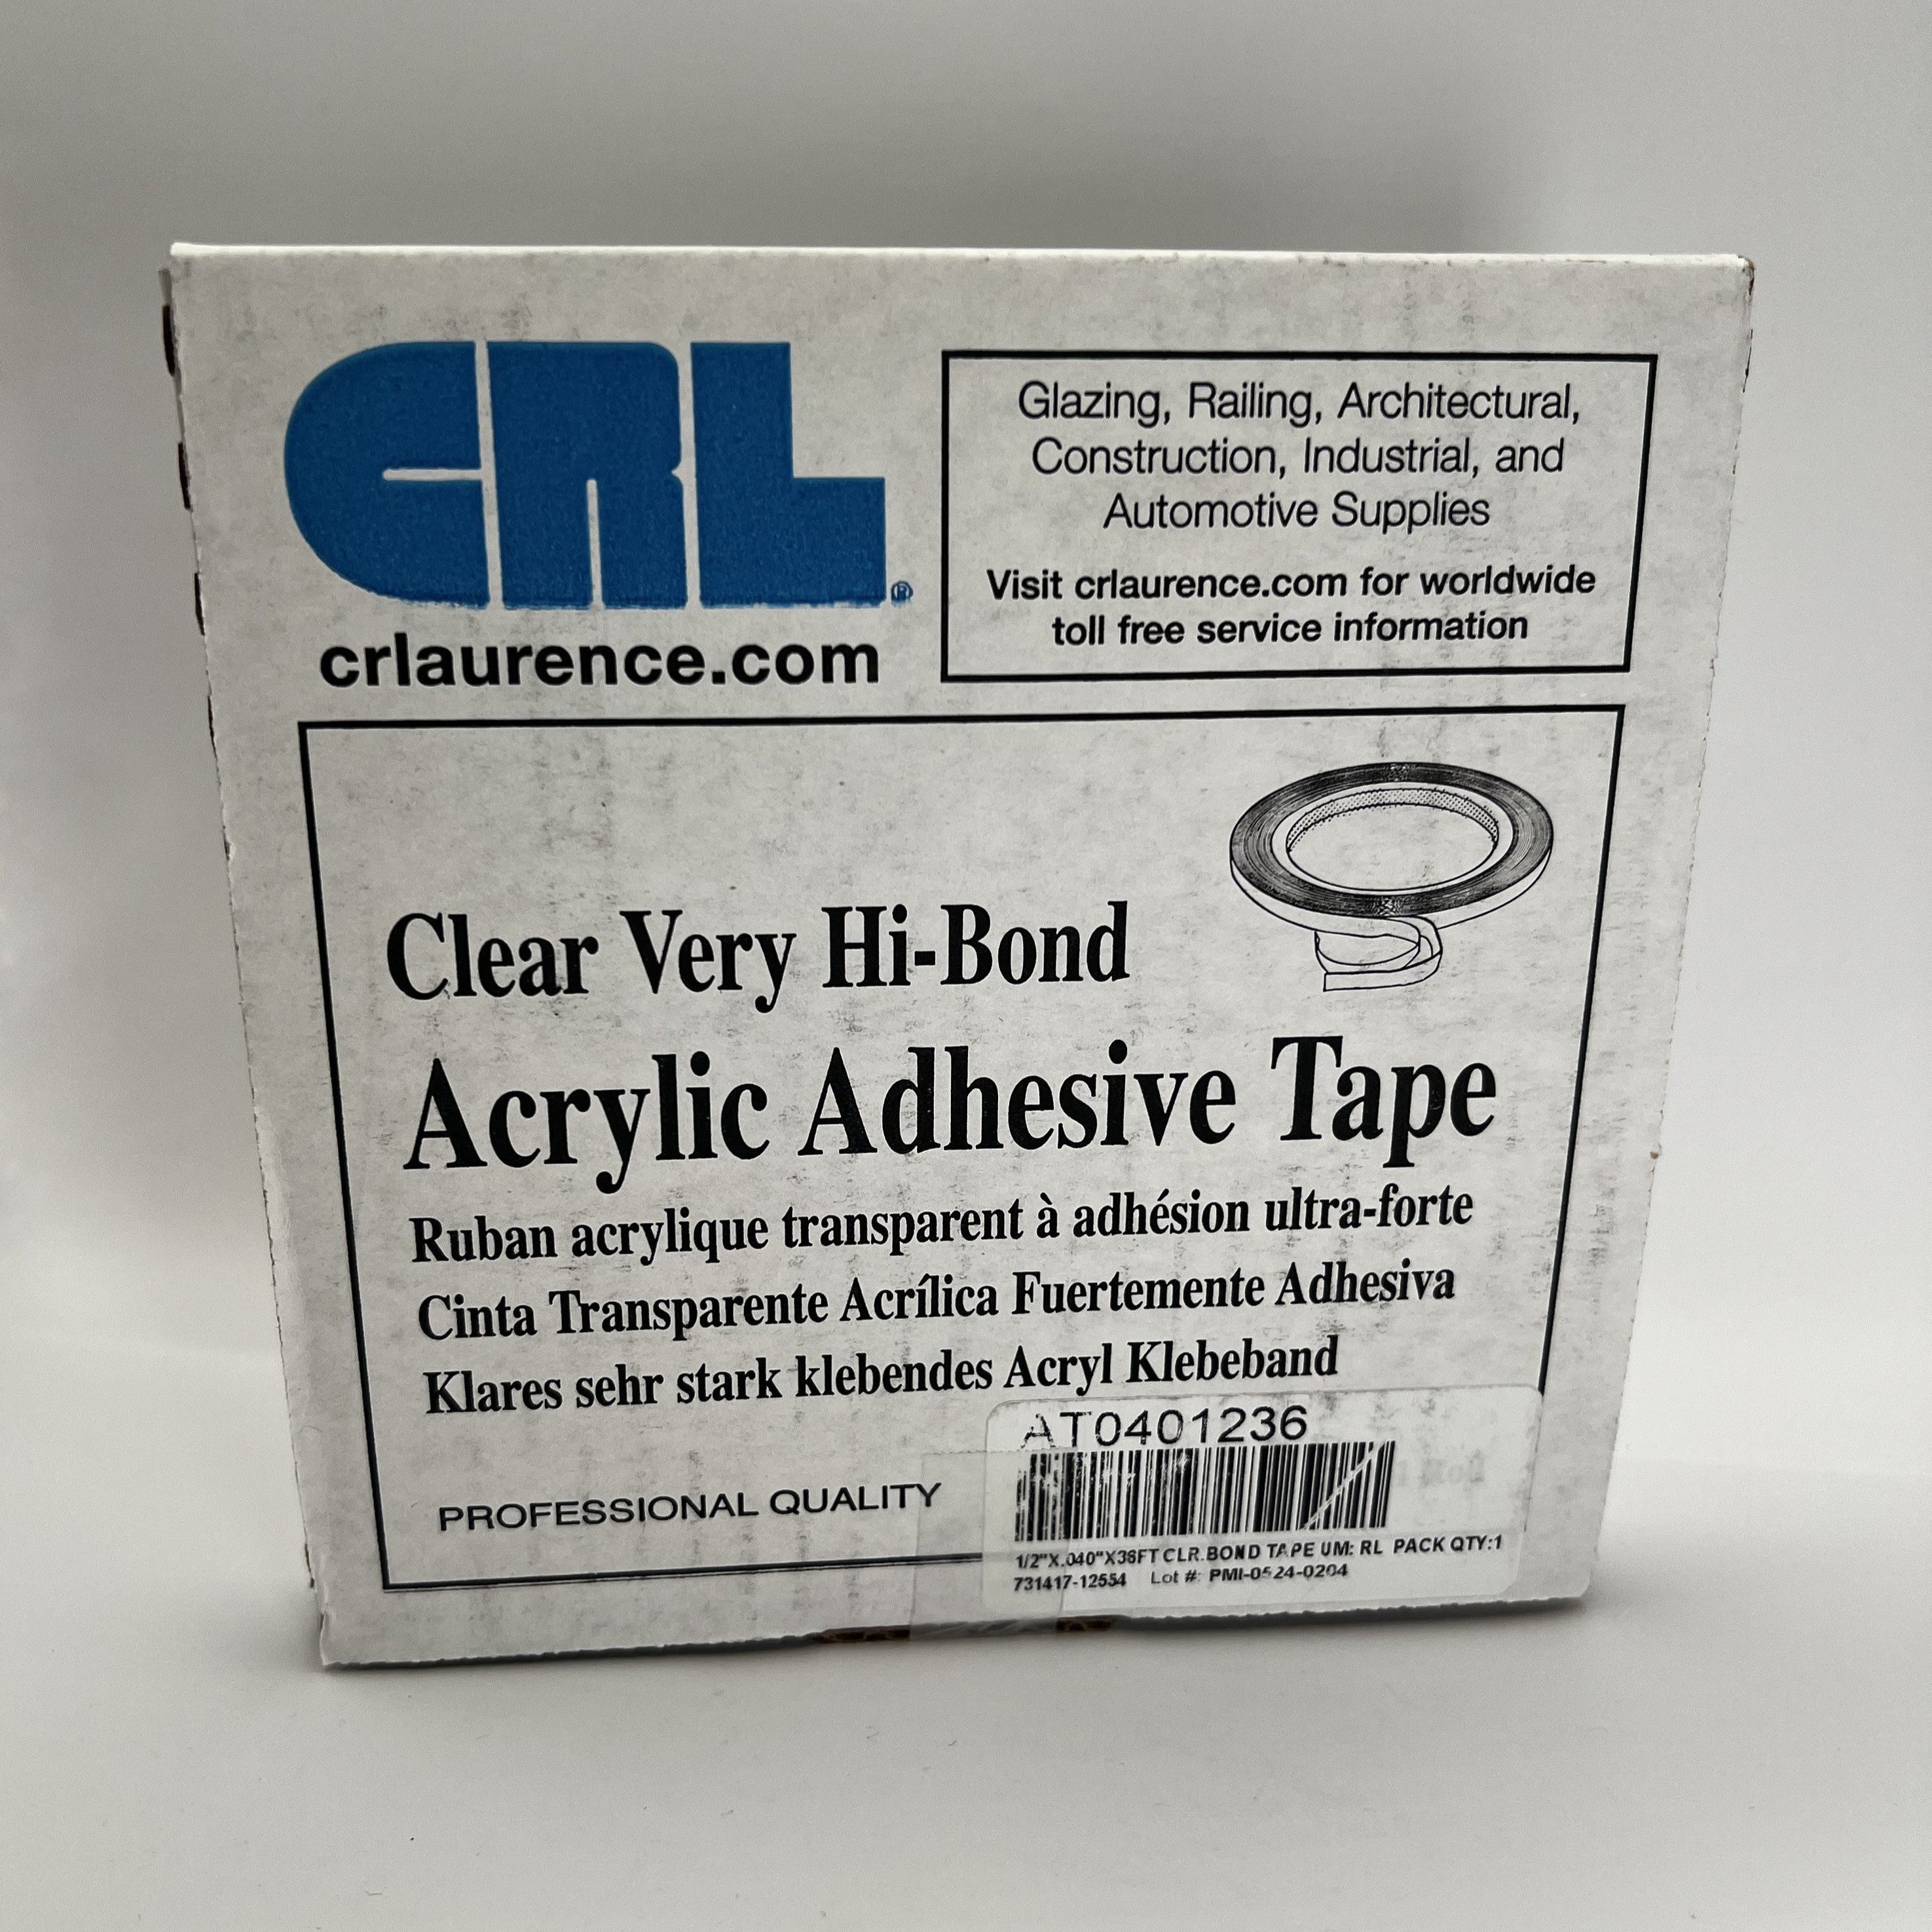 CRL®
crlaurence.com
Glazing, Railing, Architectural,
Construction, Industrial, and
Automotive Supplies
Visit crlaurence.com for worldwide
toll free service information
Clear Very Hi-Bond
Acrylic Adhesive Tape
Ruban acrylique transparent à adhésion ultra-forte
Cinta Transparente Acrílica Fuertemente Adhesiva
Klares sehr stark klebendes Acryl Klebeband
PROFESSIONAL QUALITY
AT0401236
1/2"X.040"X36FT CLR.BOND TAPE UM: RL PACK QTY:1
731417-12554 Lot #: PMI-0524-0204